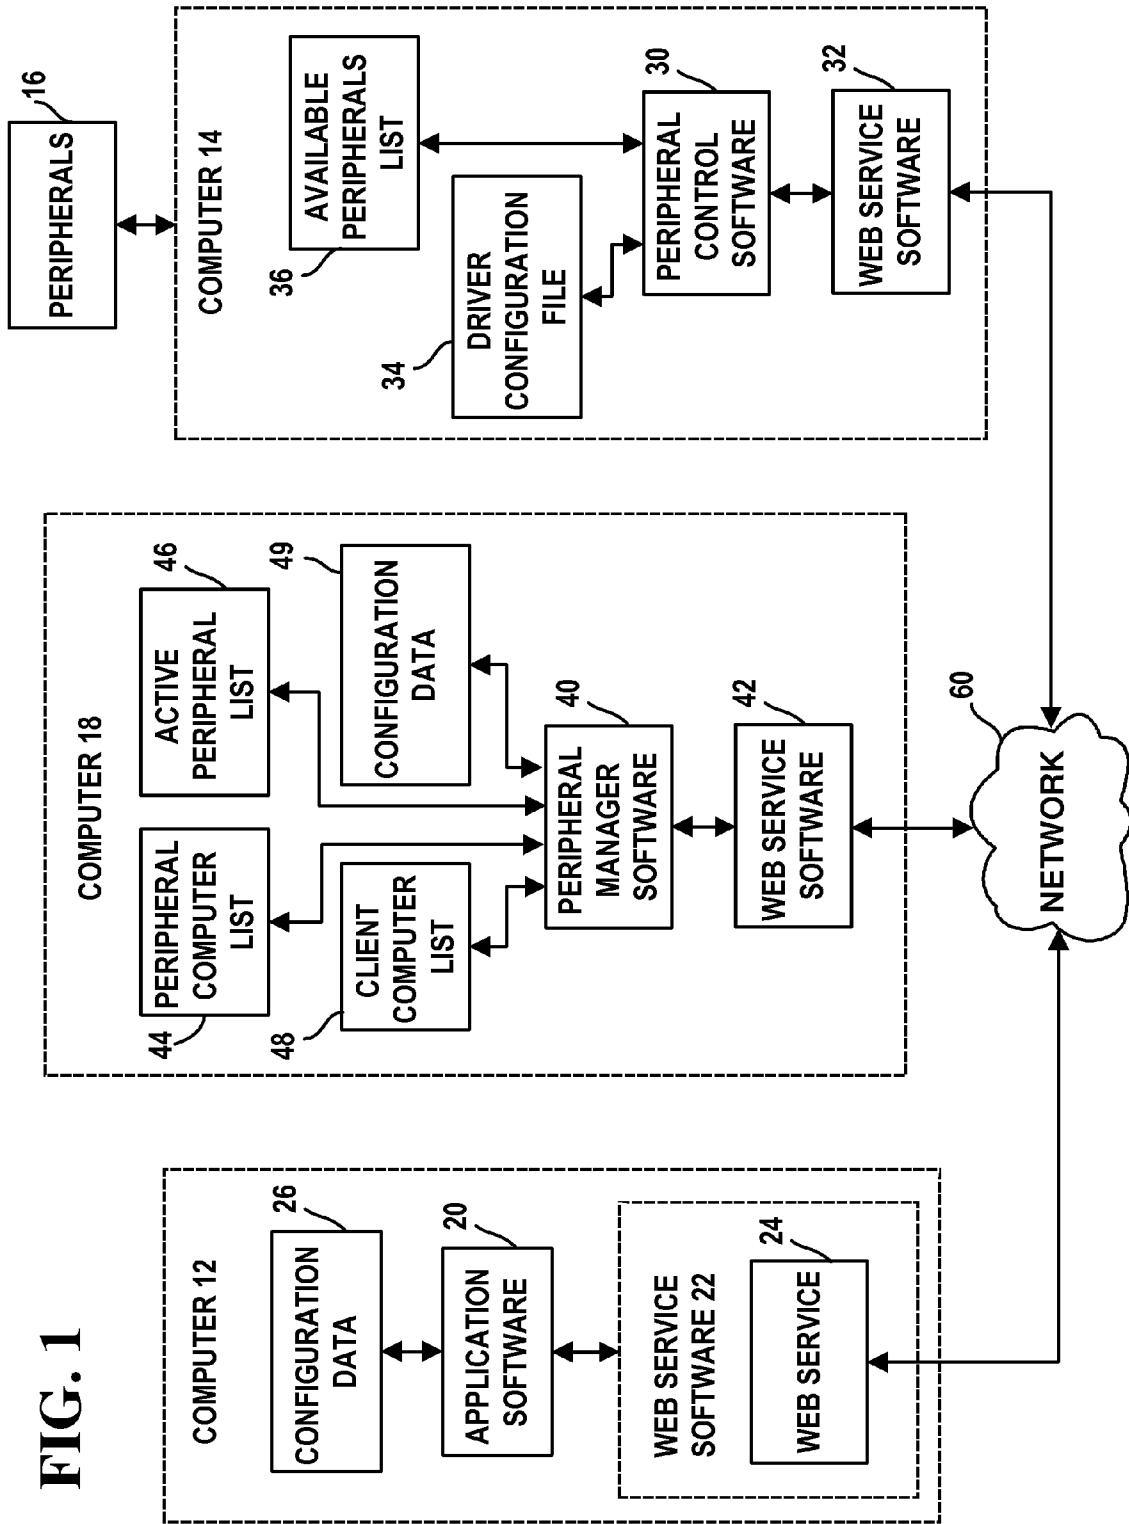 FIG. 1
COMPUTER 12
CONFIGURATION
DATA
26
APPLICATION
SOFTWARE
20
WEB SERVICE
SOFTWARE 22
WEB SERVICE
24
COMPUTER 18
PERIPHERAL
COMPUTER
LIST
44
ACTIVE
PERIPHERAL
LIST
46
CLIENT
COMPUTER
LIST
48
CONFIGURATION
DATA
49
PERIPHERAL
MANAGER
SOFTWARE
40
WEB SERVICE
SOFTWARE
42
NETWORK
60
PERIPHERALS
16
COMPUTER 14
AVAILABLE
PERIPHERALS
LIST
36
DRIVER
CONFIGURATION
FILE
34
PERIPHERAL
CONTROL
SOFTWARE
30
WEB SERVICE
SOFTWARE
32